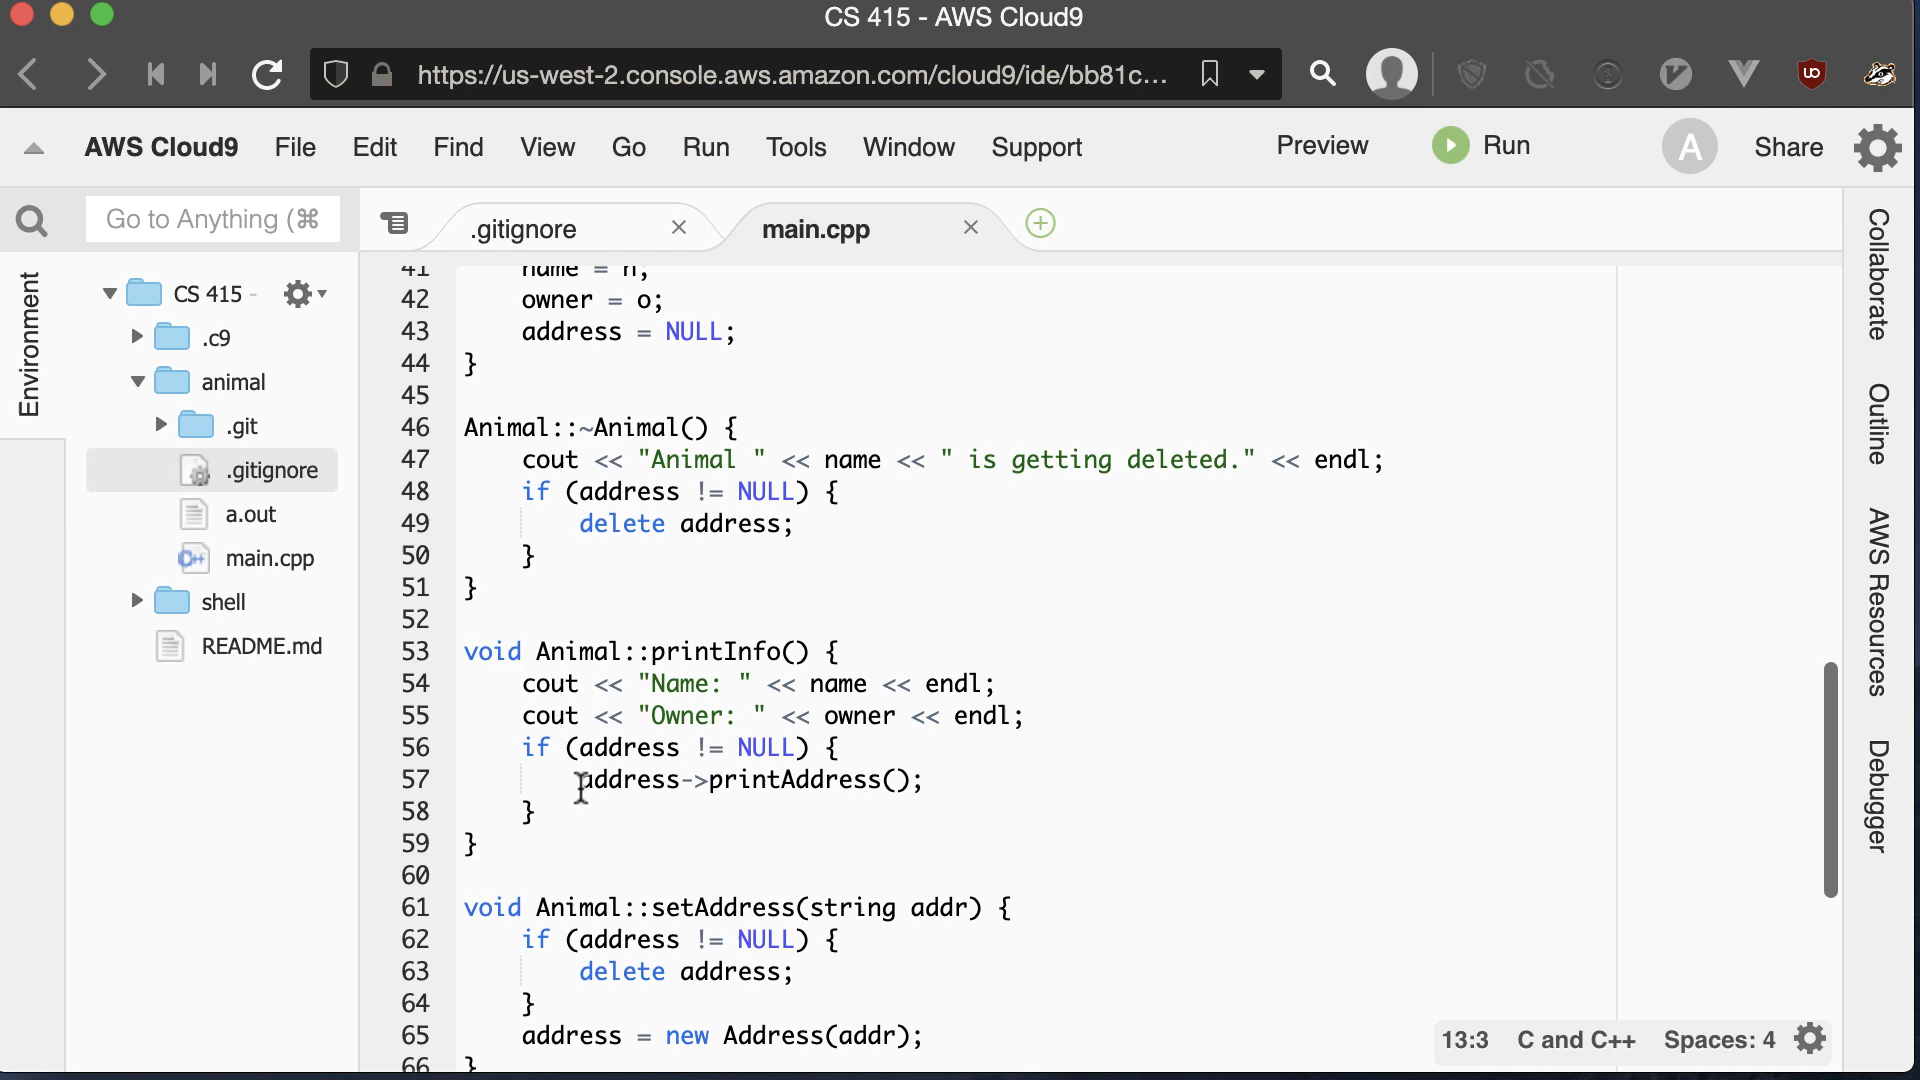 CS 415 - AWS Cloud9
https://us-west-2.console.aws.amazon.com/cloud9/ide/bb81c...
AWS Cloud9 File Edit Find View Go Run Tools Window Support Preview Run A Share
Go to Anything (⌘
.gitignore
main.cpp
Environment
CS 415 -
.c9
animal
.git
.gitignore
a.out
main.cpp
shell
README.md
41 name = n;
42 owner = o;
43 address = NULL;
44 }
45
46 Animal::~Animal() {
47 cout << "Animal " << name << " is getting deleted." << endl;
48 if (address != NULL) {
49 delete address;
50 }
51 }
52
53 void Animal::printInfo() {
54 cout << "Name: " << name << endl;
55 cout << "Owner: " << owner << endl;
56 if (address != NULL) {
57 address->printAddress();
58 }
59 }
60
61 void Animal::setAddress(string addr) {
62 if (address != NULL) {
63 delete address;
64 }
65 address = new Address(addr);
66 }
13:3 C and C++ Spaces: 4
Collaborate
Outline
AWS Resources
Debugger